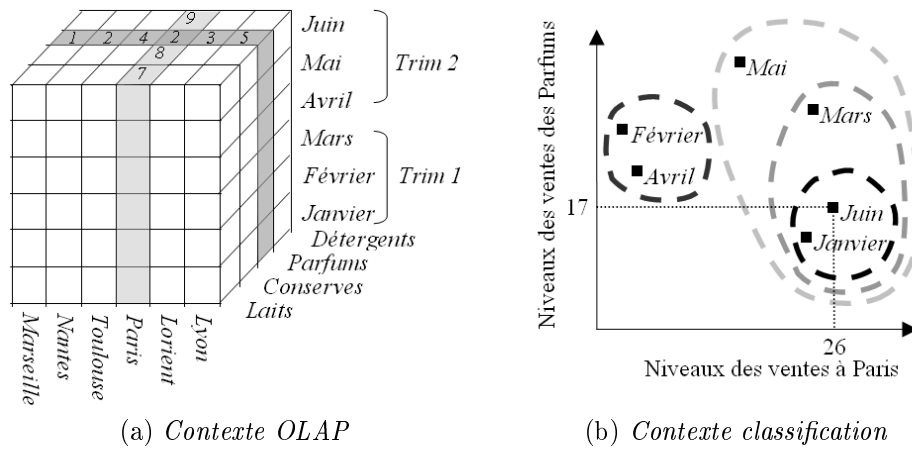 9
1 2 4 2 3 5
8
7
Juin
Mai
Avril
Trim 2
Mars
Février
Janvier
Trim 1
Détergents
Parfums
Conserves
Laits
Marseille
Nantes
Toulouse
Paris
Lorient
Lyon
(a) Contexte OLAP
Niveaux des ventes des Parfums
Mai
Mars
Février
Avril
17
Juin
Janvier
26
Niveaux des ventes à Paris
(b) Contexte classification